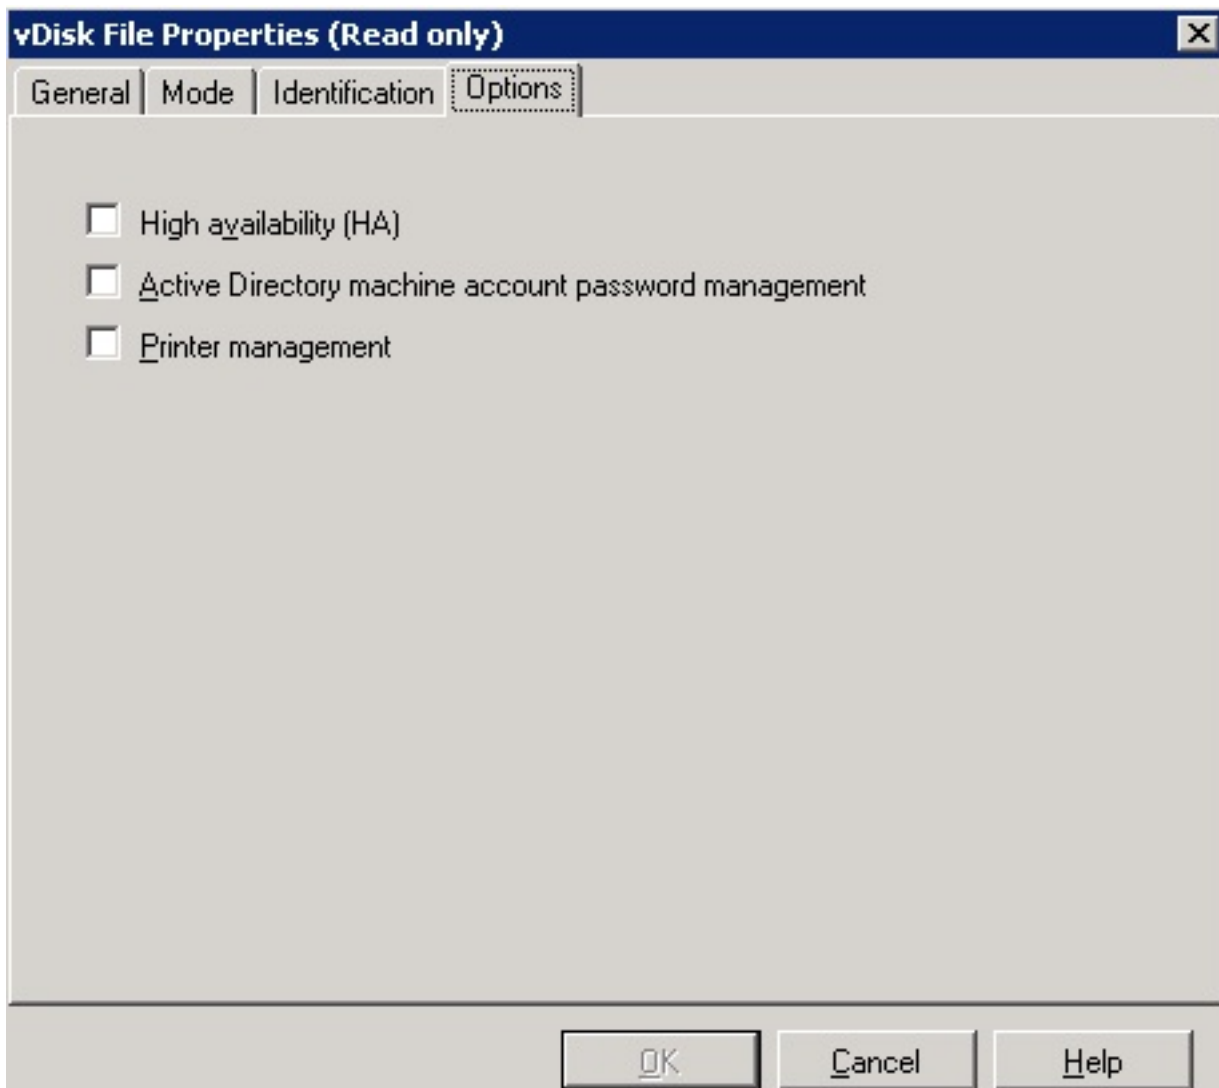 vDisk File Properties (Read only)
General Mode Identification Options
High availability (HA)
Active Directory machine account password management
Printer management
OK Cancel Help